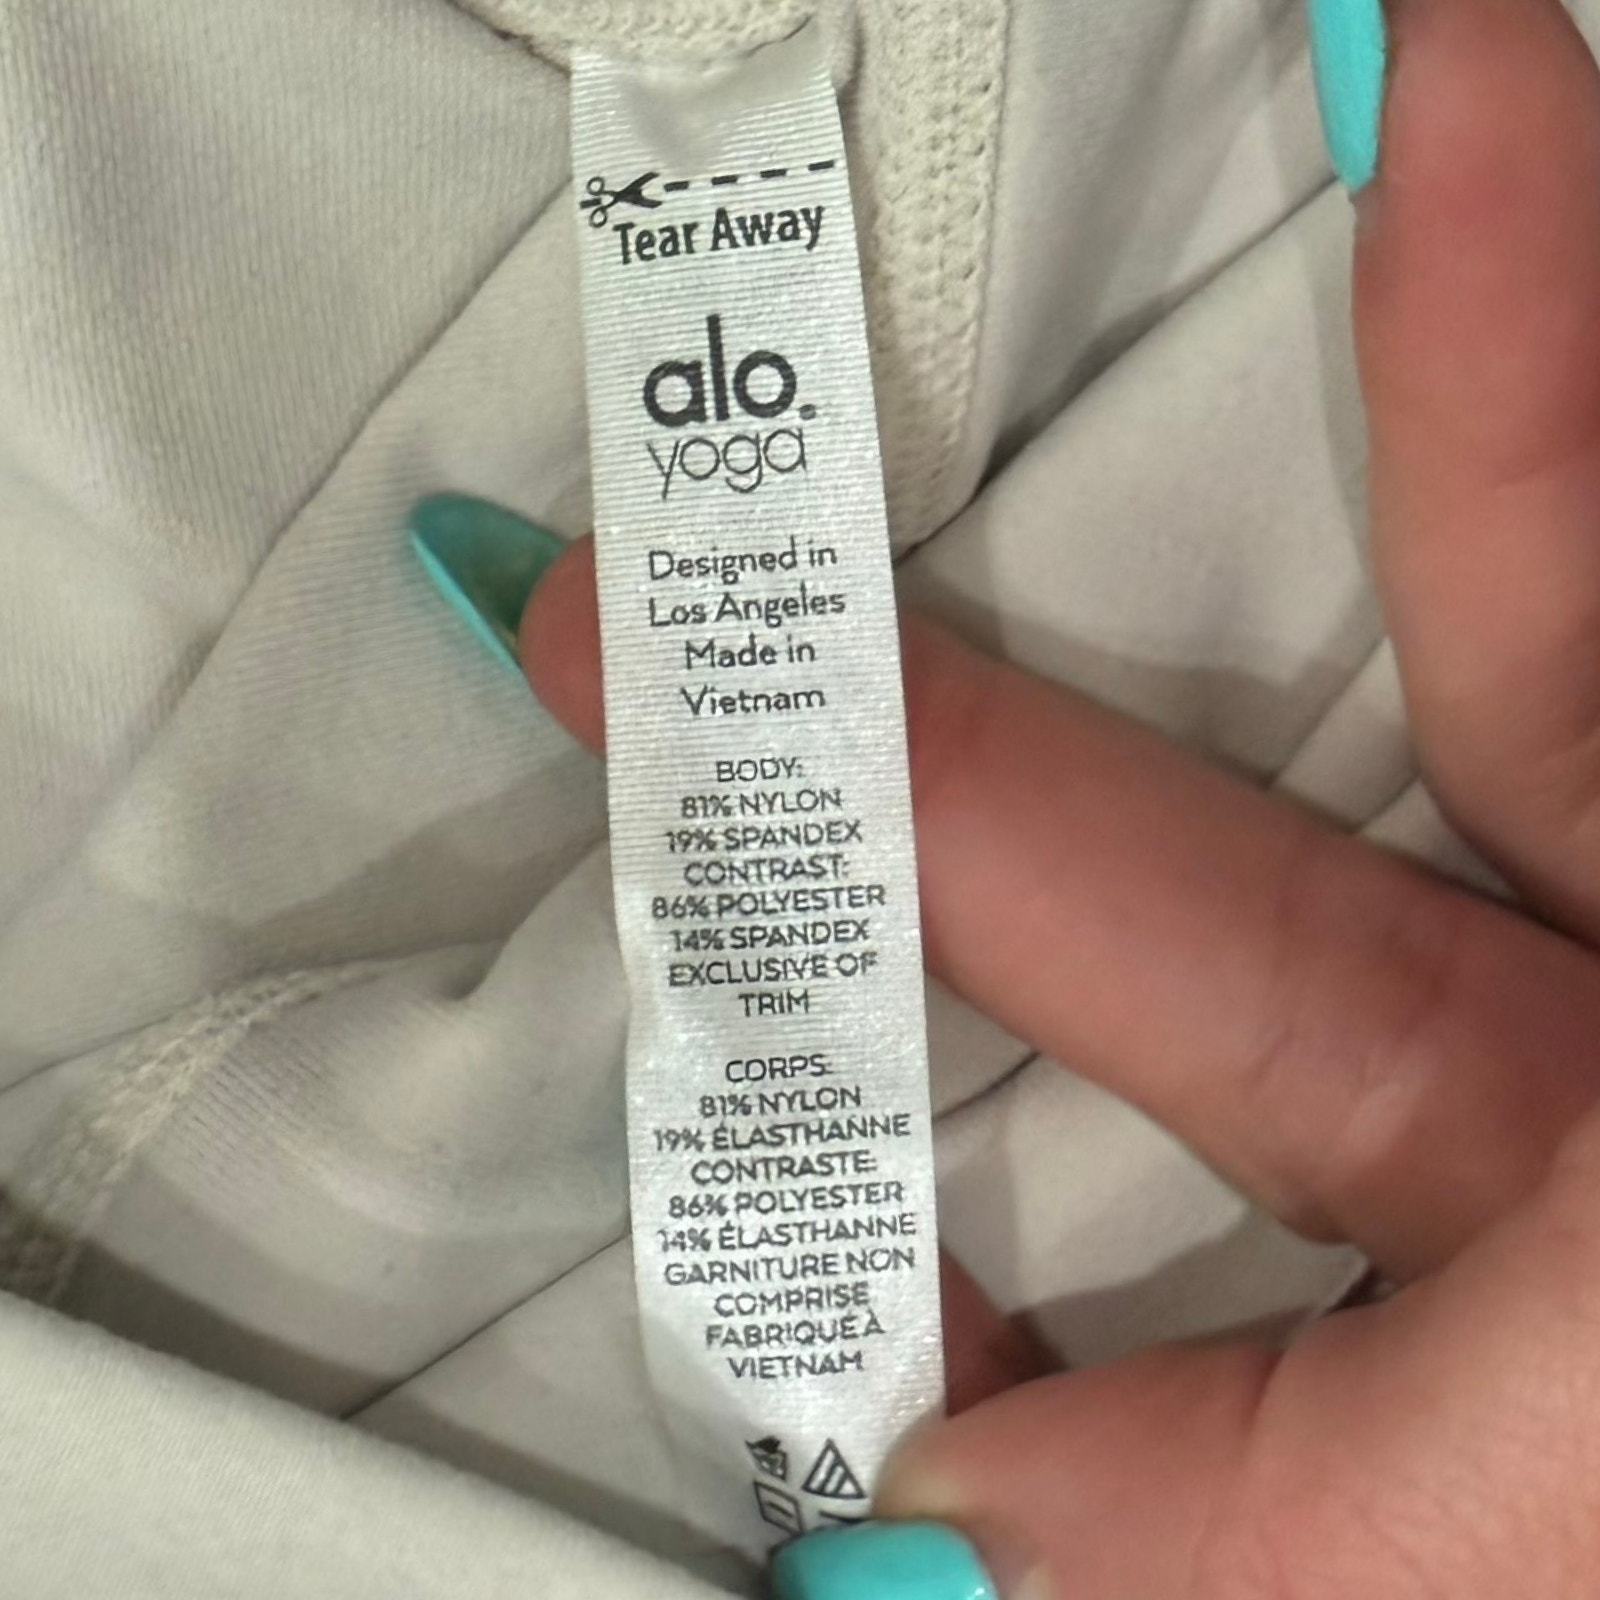 Tear Away
alo.
yoga
Designed in
Los Angeles
Made in
Vietnam
BODY:
81% NYLON
19% SPANDEX
CONTRAST:
86% POLYESTER
14% SPANDEX
EXCLUSIVE OF
TRIM
CORPS:
81% NYLON
19% ÉLASTHANNE
CONTRASTE:
86% POLYESTER
14% ÉLASTHANNE
GARNITURE NON
COMPRISE
FABRIQUÉ À
VIETNAM